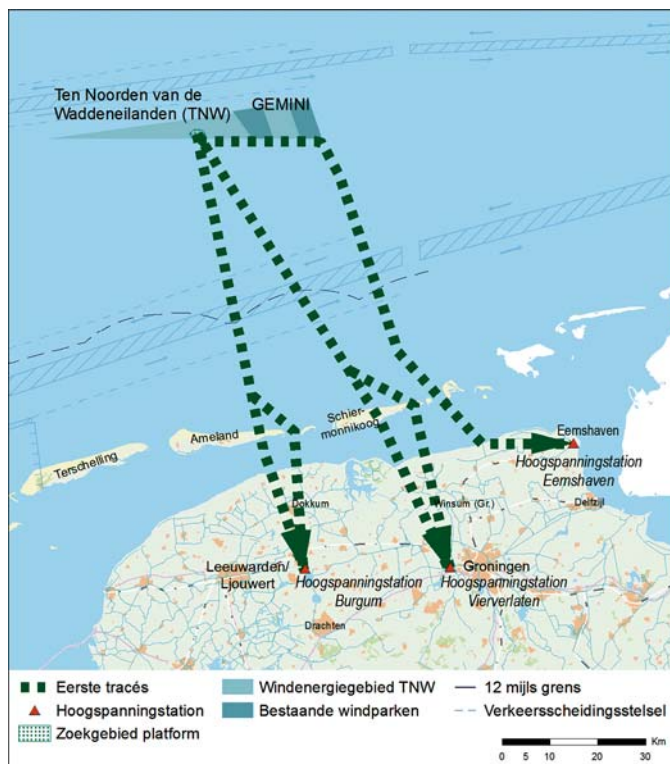 Ten Noorden van de
Waddeneilanden (TNW)
GEMINI
Schier-
monnikoog
Ameland
Terschelling
Eemshaven
Hoogspanningstation
Eemshaven
Delfzijl
Dokkum
Winsum (Gr.)
Leeuwarden/
Ljouwert
Hoogspanningstation
Burgum
Groningen
Hoogspanningstation
Vierverlaten
Drachten
Eerste tracés
Hoogspanningstation
Zoekgebied platform
Windenergiegebied TNW
Bestaande windparken
12 mijls grens
Verkeersscheidingsstelsel
Km
0 5 10 20 30